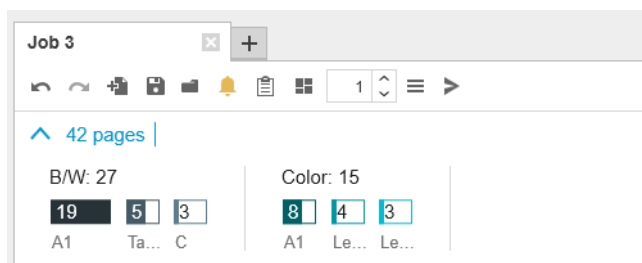 Job 3
1
42 pages
B/W: 27 Color: 15
19 5 3 8 4 3
A1 Ta... C A1 Le... Le...